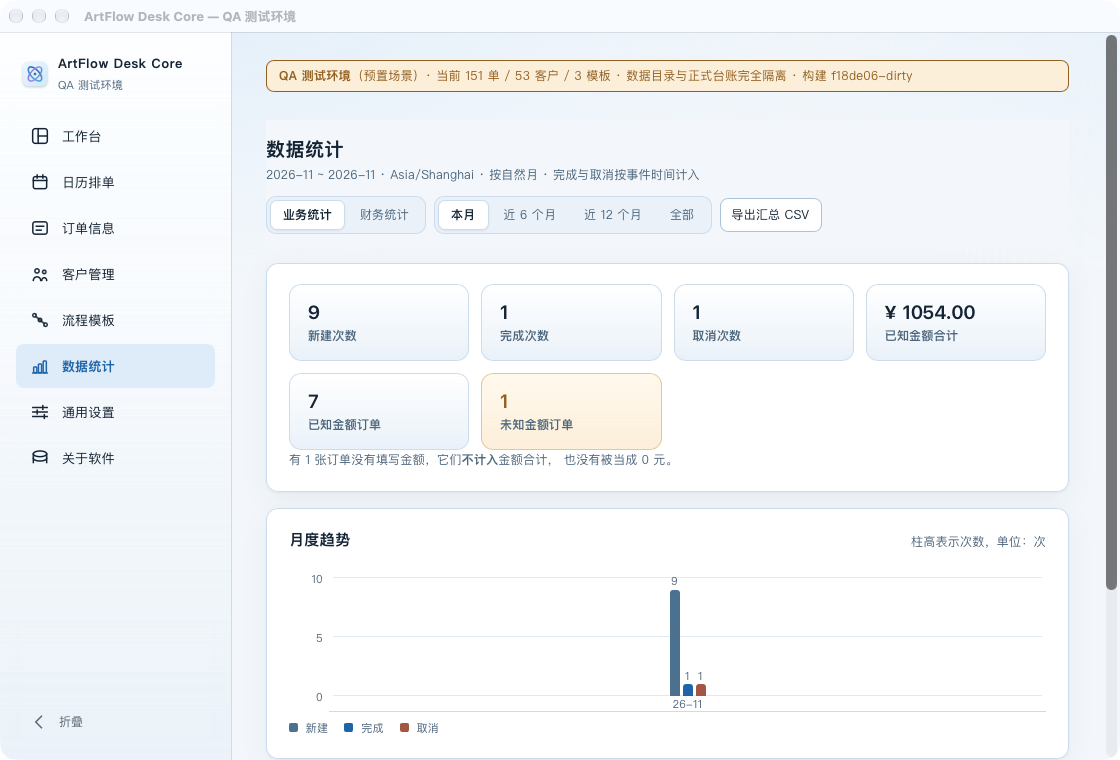 ArtFlow Desk Core — QA 测试环境
ArtFlow Desk Core
QA 测试环境
工作台
日历排单
订单信息
客户管理
流程模板
数据统计
通用设置
关于软件
折叠
QA 测试环境（预置场景）· 当前 151 单 / 53 客户 / 3 模板 · 数据目录与正式台账完全隔离 · 构建 f18de06-dirty
数据统计
2026-11 ~ 2026-11 · Asia/Shanghai · 按自然月 · 完成与取消按事件时间计入
业务统计 财务统计 本月 近 6 个月 近 12 个月 全部 导出汇总 CSV
9
新建次数
1
完成次数
1
取消次数
¥ 1054.00
已知金额合计
7
已知金额订单
1
未知金额订单
有 1 张订单没有填写金额，它们不计入金额合计， 也没有被当成 0 元。
月度趋势
柱高表示次数，单位：次
10
5
0
9
1
1
26-11
新建 完成 取消